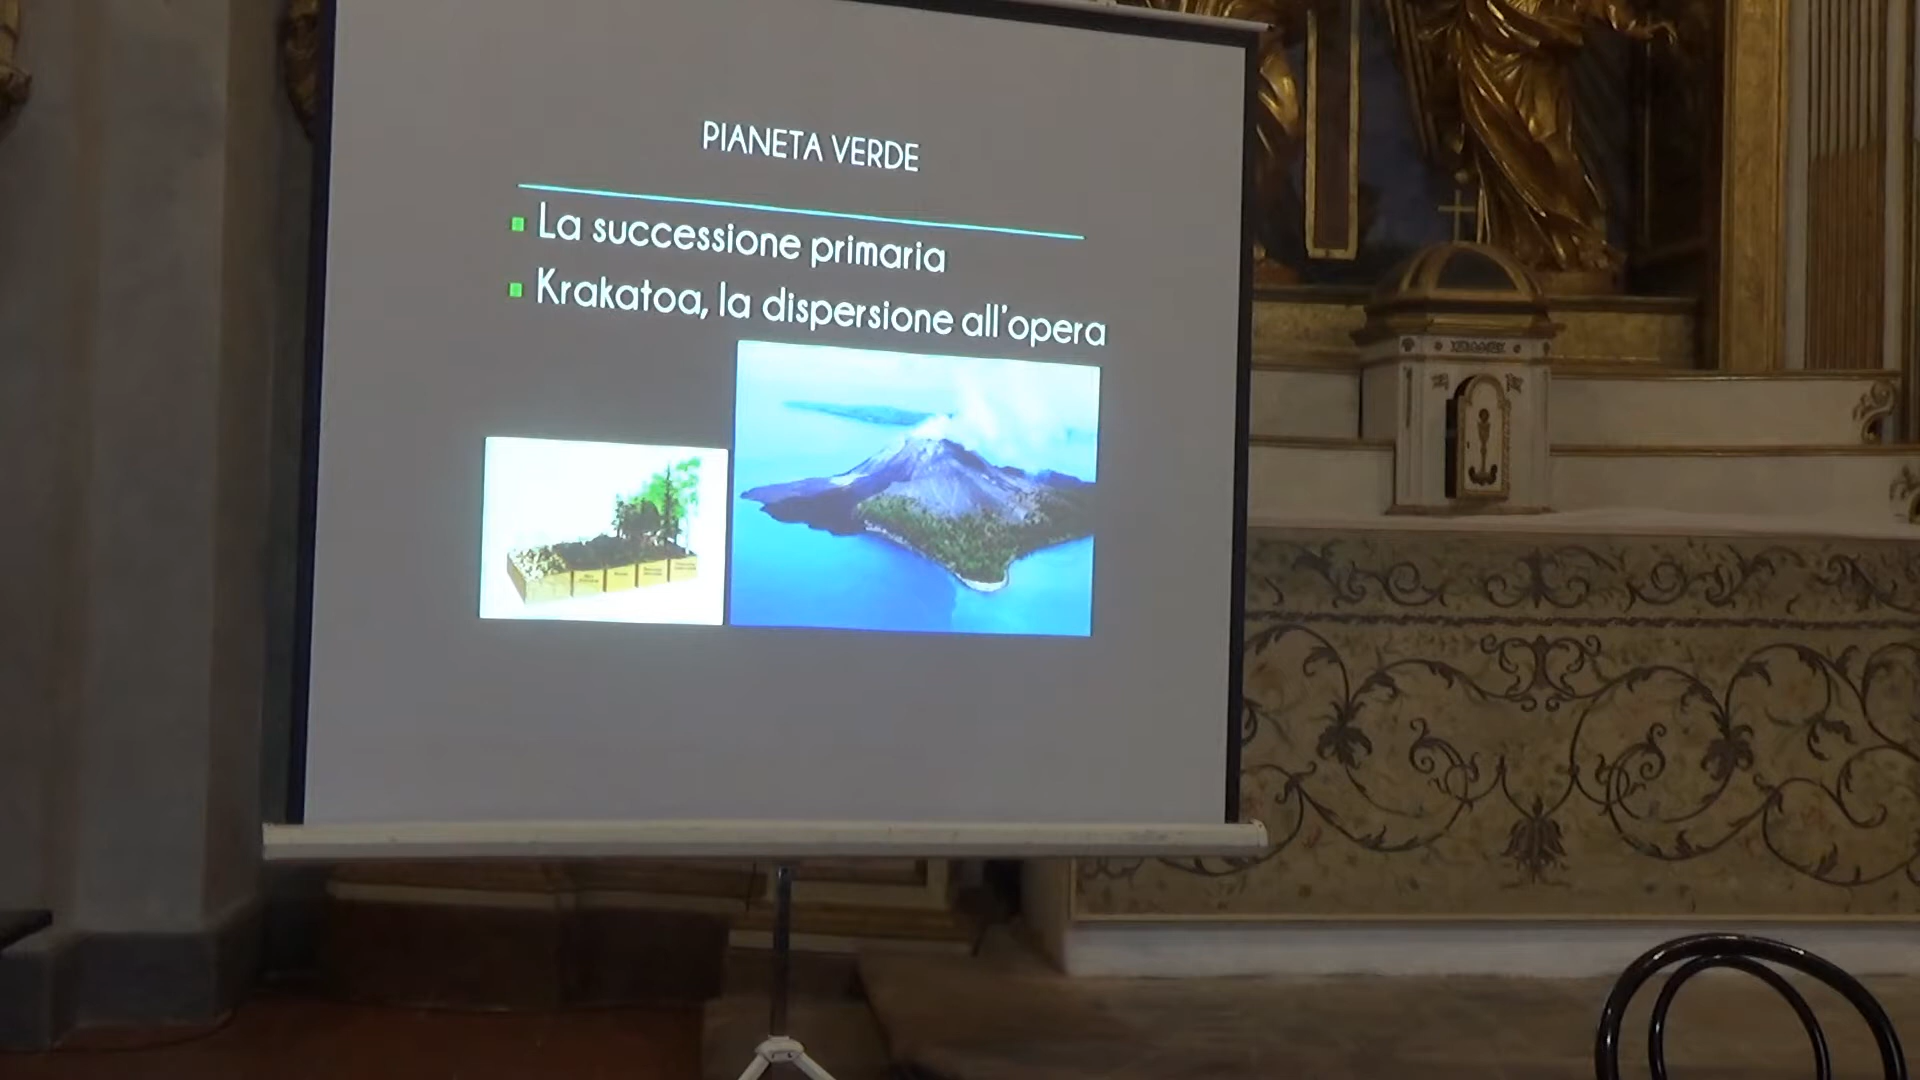 PIANETA VERDE
La successione primaria
Krakatoa, la dispersione all'opera